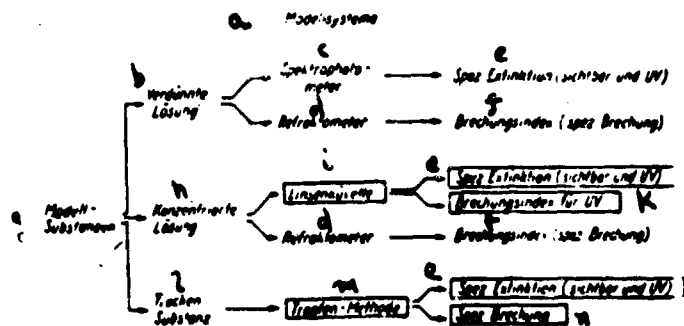 a Modellsysteme
c e
b Spektrophoto- Spez Extinktion (sichtbar und UV)
Verdünnte meter
Lösung d f
Refraktometer Brechungsindex (spez Brechung)
i e
h Linsenküvette Spez Extinktion (sichtbar und UV)
Modell- Konzentrierte Brechungsindex für UV K
Substanzen Lösung d f
Refraktometer Brechungsindex (spez Brechung)
l m e
Trocken Tropfen-Methode Spez Extinktion (sichtbar und UV)
Substanz Spez Brechung n